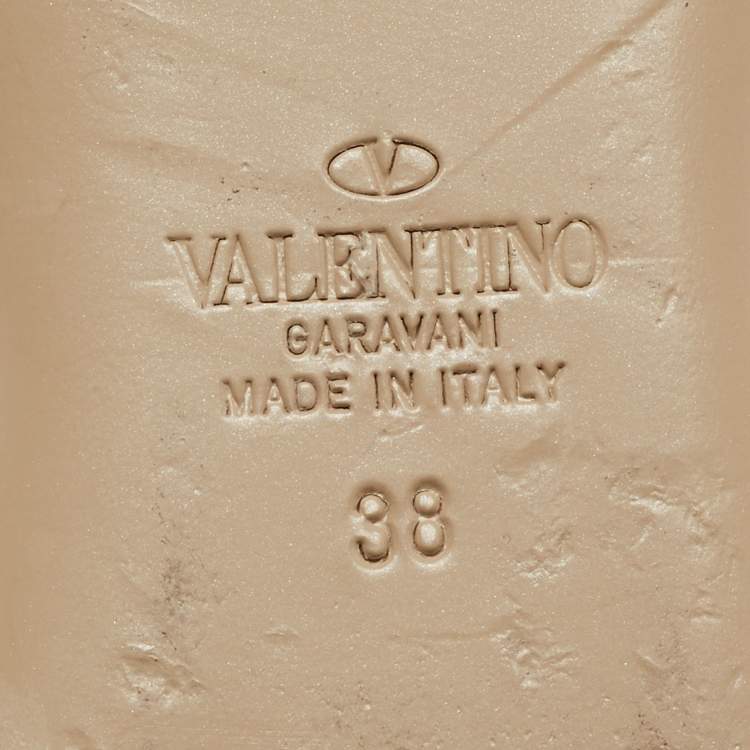 V
VALENTINO
GARAVANI
MADE IN ITALY
38